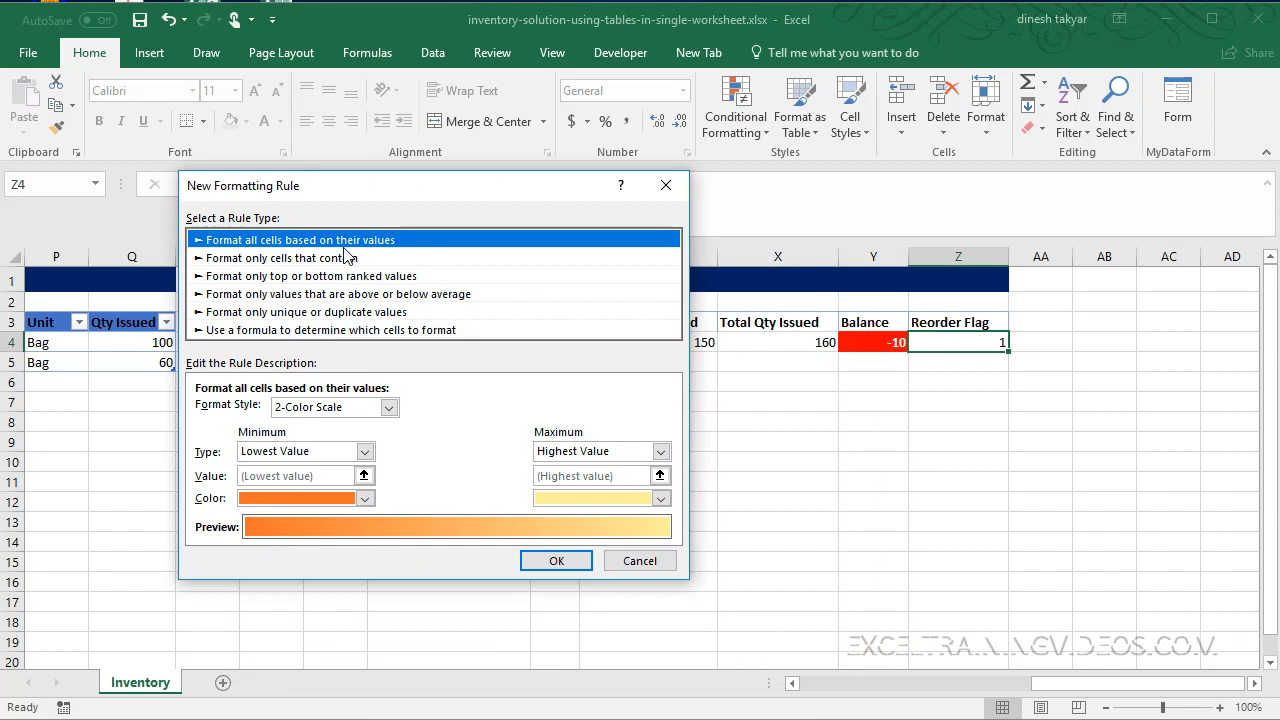 AutoSave Off
inventory-solution-using-tables-in-single-worksheet.xlsx - Excel
dinesh takyar
File Home Insert Draw Page Layout Formulas Data Review View Developer New Tab Tell me what you want to do Share
Paste
Calibri 11
B I U
Wrap Text
Merge & Center
General
$ % ,
Conditional Formatting
Format as Table
Cell Styles
Insert
Delete
Format
Sort & Filter
Find & Select
Form
Clipboard Font Alignment Number Styles Cells Editing MyDataForm
Z4
New Formatting Rule
?
Select a Rule Type:
► Format all cells based on their values
► Format only cells that contain
► Format only top or bottom ranked values
► Format only values that are above or below average
► Format only unique or duplicate values
► Use a formula to determine which cells to format
Edit the Rule Description:
Format all cells based on their values:
Format Style: 2-Color Scale
Minimum Maximum
Type: Lowest Value Highest Value
Value: (Lowest value) (Highest value)
Color:
Preview:
OK Cancel
P Q X Y Z AA AB AC AD
1
2
3 Unit Qty Issued d Total Qty Issued Balance Reorder Flag
4 Bag 100 150 160 -10 1
5 Bag 60
6
7
8
9
10
11
12
13
14
15
16
17
18
19
20
EXCELTRAININGVIDEOS.COM
Inventory
Ready
100%